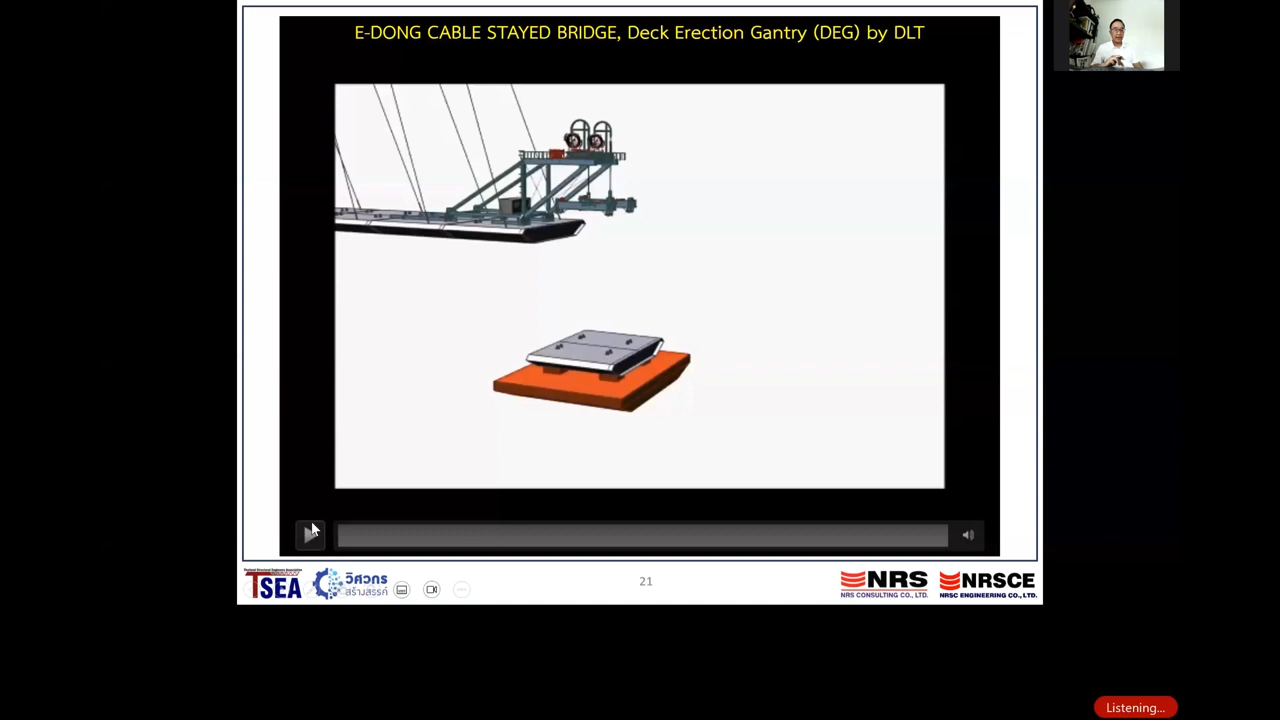 E-DONG CABLE STAYED BRIDGE, Deck Erection Gantry (DEG) by DLT
TSEA
วิศวกร
สร้างสรรค์
21
NRS
NRS CONSULTING CO., LTD.
NRSCE
NRSC ENGINEERING CO., LTD.
Listening...